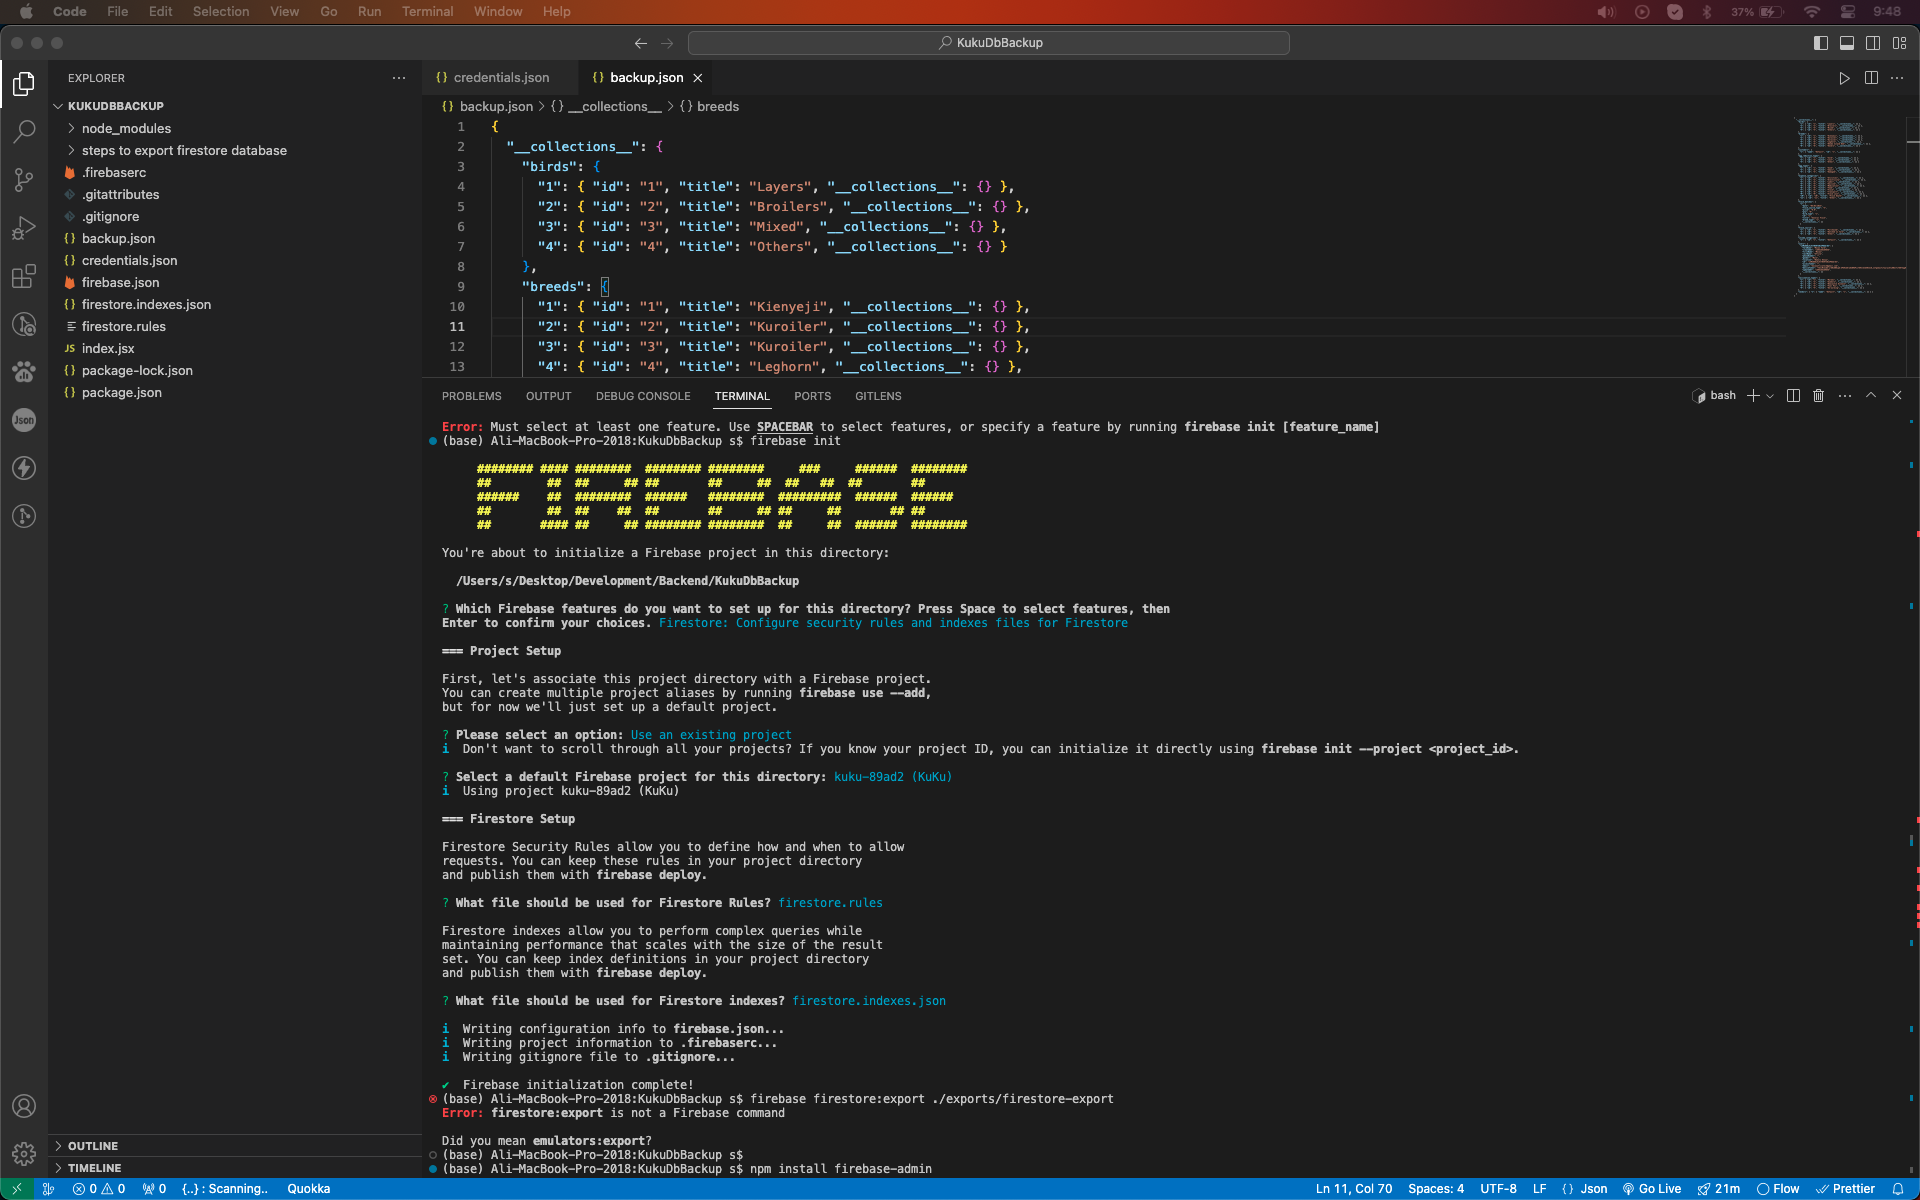 Code File Edit Selection View Go Run Terminal Window Help 37% 9:48
KukuDbBackup
EXPLORER
KUKUDBBACKUP
node_modules
steps to export firestore database
.firebaserc
.gitattributes
.gitignore
{} backup.json
{} credentials.json
firebase.json
{} firestore.indexes.json
firestore.rules
JS index.jsx
{} package-lock.json
{} package.json
Json
OUTLINE
TIMELINE
{} credentials.json {} backup.json
{} backup.json > {} __collections__ > {} breeds
1 {
2 "__collections__": {
3 "birds": {
4 "1": { "id": "1", "title": "Layers", "__collections__": {} },
5 "2": { "id": "2", "title": "Broilers", "__collections__": {} },
6 "3": { "id": "3", "title": "Mixed", "__collections__": {} },
7 "4": { "id": "4", "title": "Others", "__collections__": {} }
8 },
9 "breeds": {
10 "1": { "id": "1", "title": "Kienyeji", "__collections__": {} },
11 "2": { "id": "2", "title": "Kuroiler", "__collections__": {} },
12 "3": { "id": "3", "title": "Kuroiler", "__collections__": {} },
13 "4": { "id": "4", "title": "Leghorn", "__collections__": {} },
PROBLEMS OUTPUT DEBUG CONSOLE TERMINAL PORTS GITLENS bash
Error: Must select at least one feature. Use SPACEBAR to select features, or specify a feature by running firebase init [feature_name]
(base) Ali-MacBook-Pro-2018:KukuDbBackup s$ firebase init
FIREBASE
You're about to initialize a Firebase project in this directory:
/Users/s/Desktop/Development/Backend/KukuDbBackup
? Which Firebase features do you want to set up for this directory? Press Space to select features, then
Enter to confirm your choices. Firestore: Configure security rules and indexes files for Firestore
=== Project Setup
First, let's associate this project directory with a Firebase project.
You can create multiple project aliases by running firebase use --add,
but for now we'll just set up a default project.
? Please select an option: Use an existing project
i Don't want to scroll through all your projects? If you know your project ID, you can initialize it directly using firebase init --project <project_id>.
? Select a default Firebase project for this directory: kuku-89ad2 (KuKu)
i Using project kuku-89ad2 (KuKu)
=== Firestore Setup
Firestore Security Rules allow you to define how and when to allow
requests. You can keep these rules in your project directory
and publish them with firebase deploy.
? What file should be used for Firestore Rules? firestore.rules
Firestore indexes allow you to perform complex queries while
maintaining performance that scales with the size of the result
set. You can keep index definitions in your project directory
and publish them with firebase deploy.
? What file should be used for Firestore indexes? firestore.indexes.json
i Writing configuration info to firebase.json...
i Writing project information to .firebaserc...
i Writing gitignore file to .gitignore...
✔ Firebase initialization complete!
(base) Ali-MacBook-Pro-2018:KukuDbBackup s$ firebase firestore:export ./exports/firestore-export
Error: firestore:export is not a Firebase command
Did you mean emulators:export?
(base) Ali-MacBook-Pro-2018:KukuDbBackup s$
(base) Ali-MacBook-Pro-2018:KukuDbBackup s$ npm install firebase-admin
0 0 0 {..} : Scanning.. Quokka Ln 11, Col 70 Spaces: 4 UTF-8 LF {} Json Go Live 21m Flow Prettier